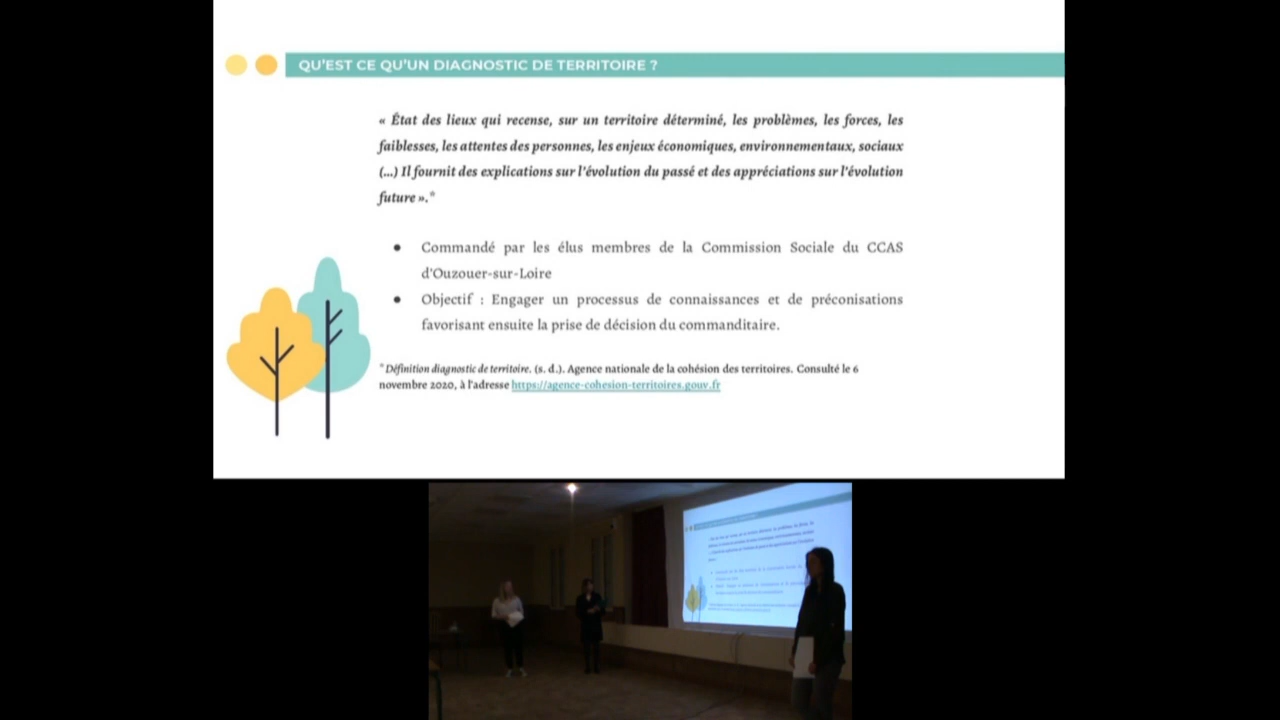 QU'EST CE QU'UN DIAGNOSTIC DE TERRITOIRE ?
« État des lieux qui recense, sur un territoire déterminé, les problèmes, les forces, les
faiblesses, les attentes des personnes, les enjeux économiques, environnementaux, sociaux
(...) Il fournit des explications sur l'évolution du passé et des appréciations sur l'évolution
future ».*
● Commandé par les élus membres de la Commission Sociale du CCAS
d'Ouzouer-sur-Loire
● Objectif : Engager un processus de connaissances et de préconisations
favorisant ensuite la prise de décision du commanditaire.
* Définition diagnostic de territoire. (s. d.). Agence nationale de la cohésion des territoires. Consulté le 6
novembre 2020, à l'adresse https://agence-cohesion-territoires.gouv.fr